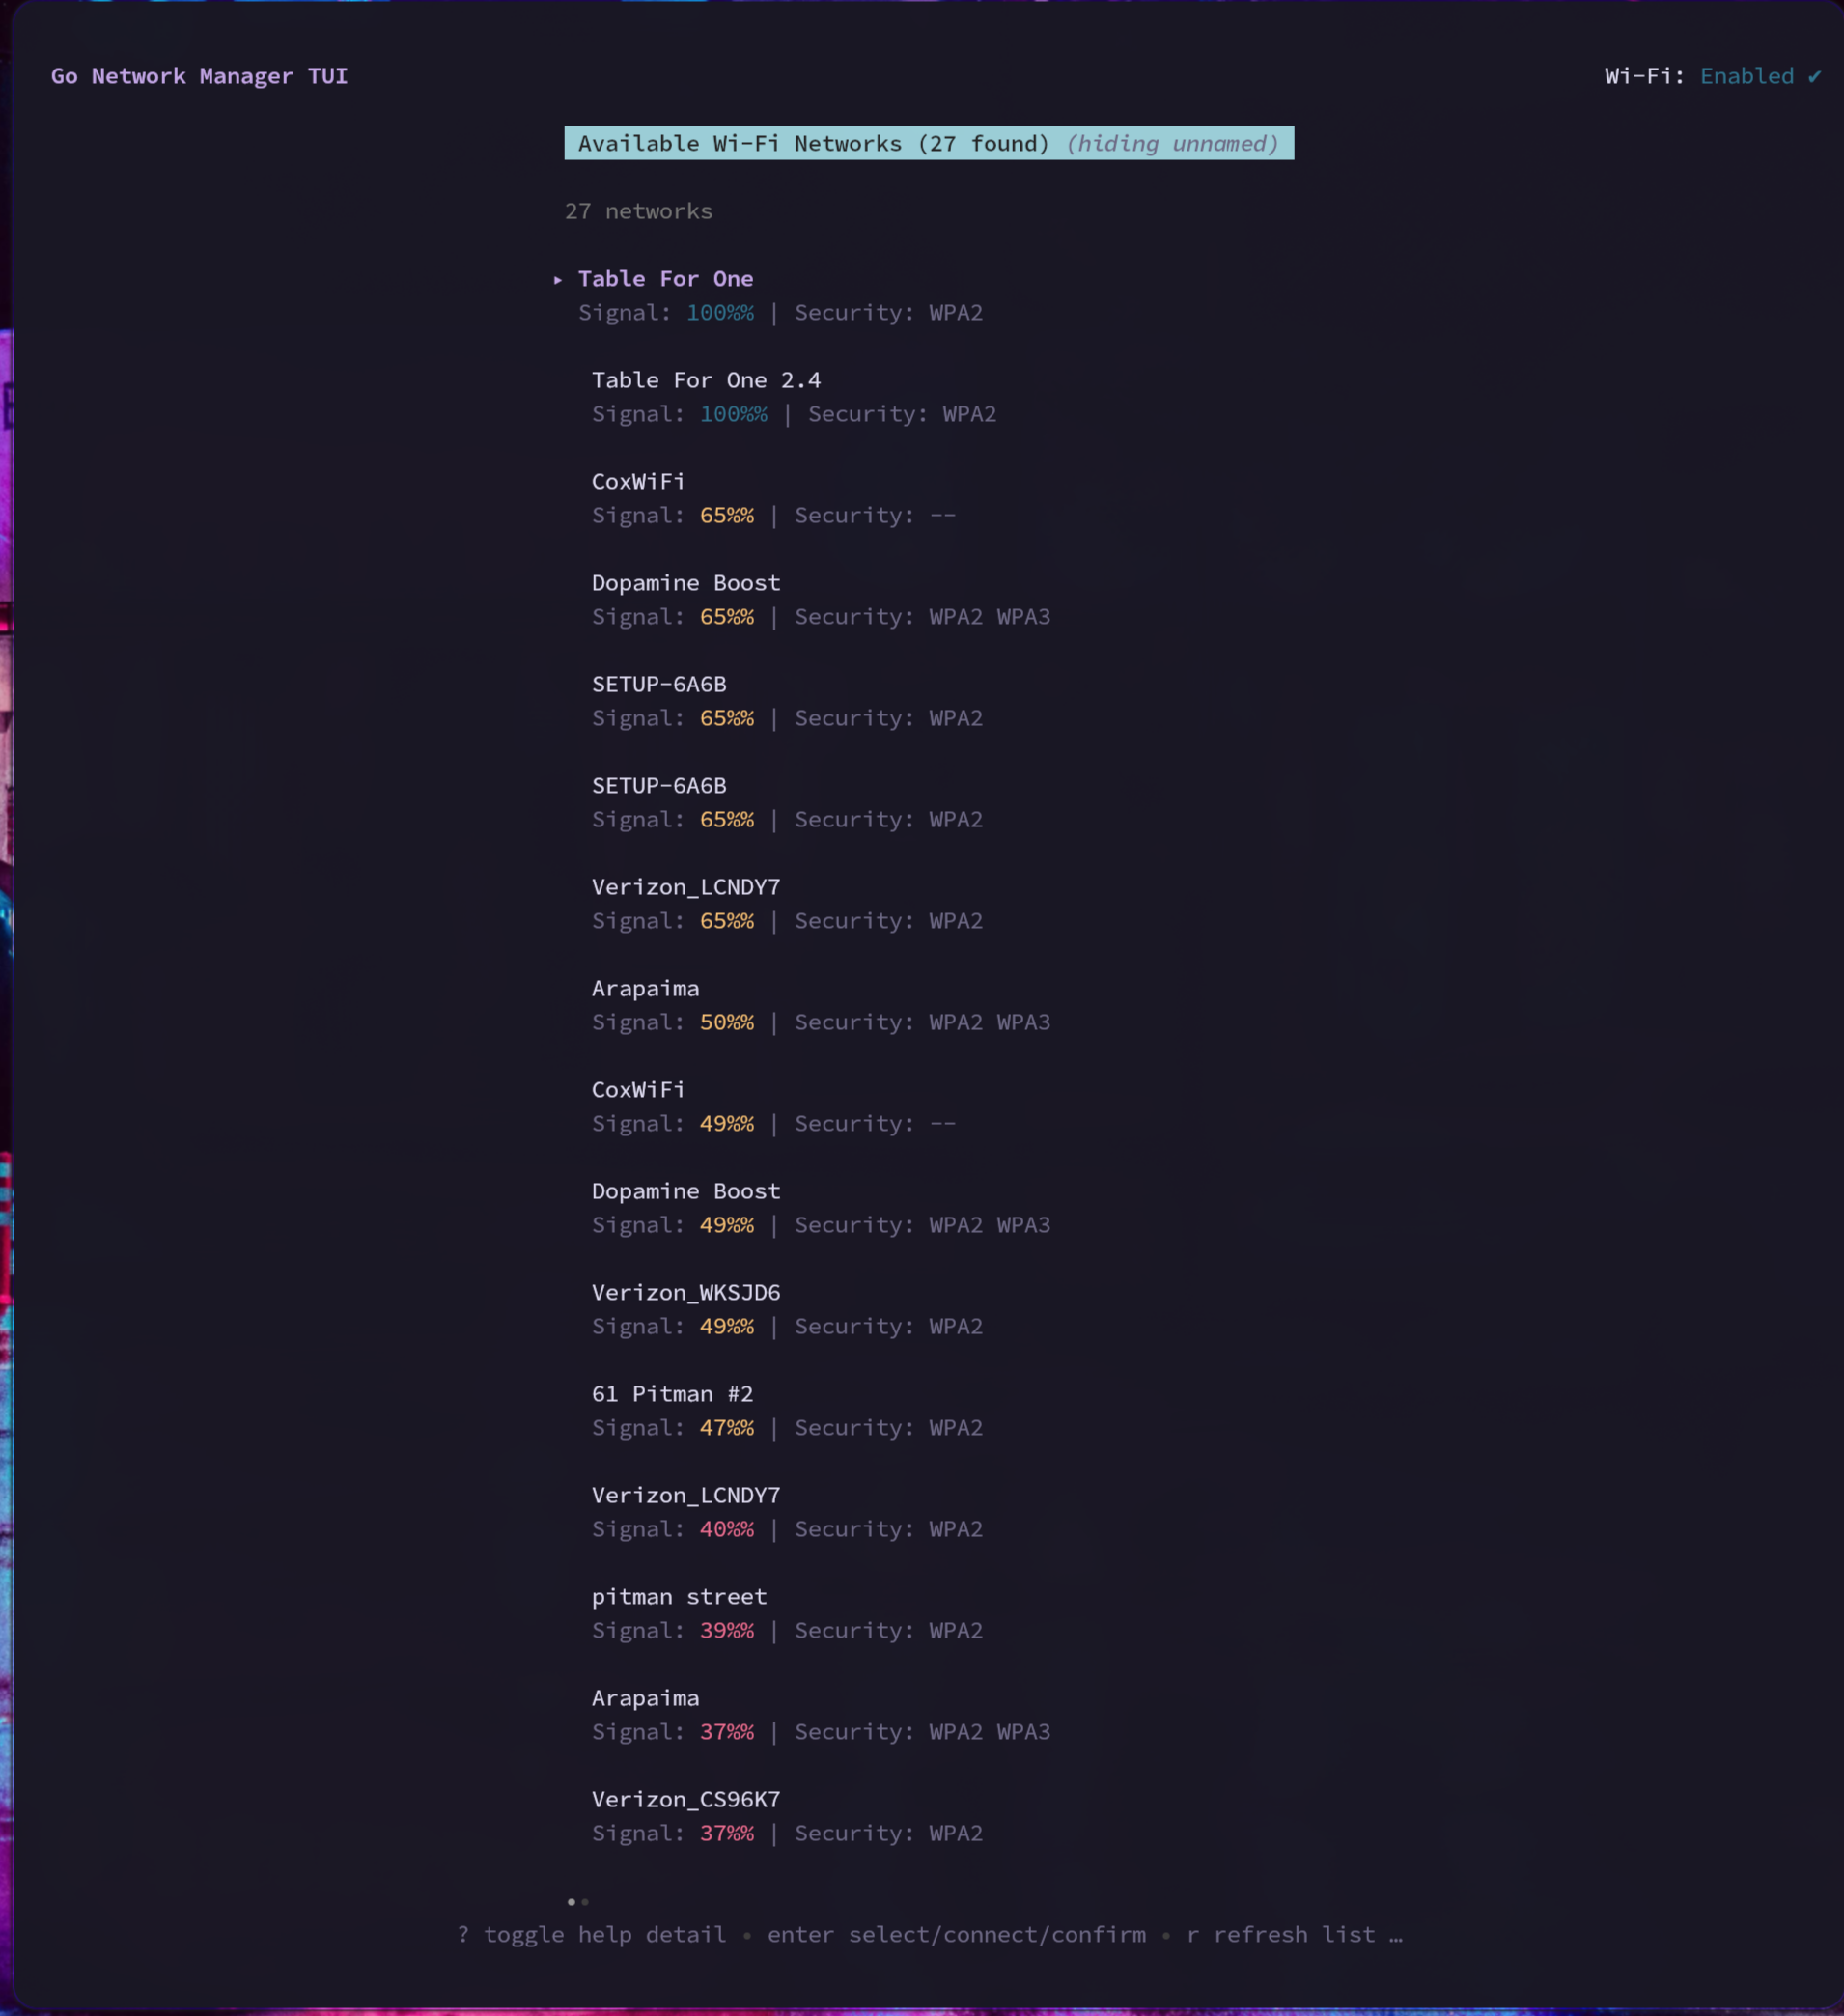 Go Network Manager TUI
Wi-Fi: Enabled ✔
Available Wi-Fi Networks (27 found) (hiding unnamed)
27 networks
▸ Table For One
Signal: 100%% | Security: WPA2
Table For One 2.4
Signal: 100%% | Security: WPA2
CoxWiFi
Signal: 65%% | Security: --
Dopamine Boost
Signal: 65%% | Security: WPA2 WPA3
SETUP-6A6B
Signal: 65%% | Security: WPA2
SETUP-6A6B
Signal: 65%% | Security: WPA2
Verizon_LCNDY7
Signal: 65%% | Security: WPA2
Arapaima
Signal: 50%% | Security: WPA2 WPA3
CoxWiFi
Signal: 49%% | Security: --
Dopamine Boost
Signal: 49%% | Security: WPA2 WPA3
Verizon_WKSJD6
Signal: 49%% | Security: WPA2
61 Pitman #2
Signal: 47%% | Security: WPA2
Verizon_LCNDY7
Signal: 40%% | Security: WPA2
pitman street
Signal: 39%% | Security: WPA2
Arapaima
Signal: 37%% | Security: WPA2 WPA3
Verizon_CS96K7
Signal: 37%% | Security: WPA2
? toggle help detail • enter select/connect/confirm • r refresh list …